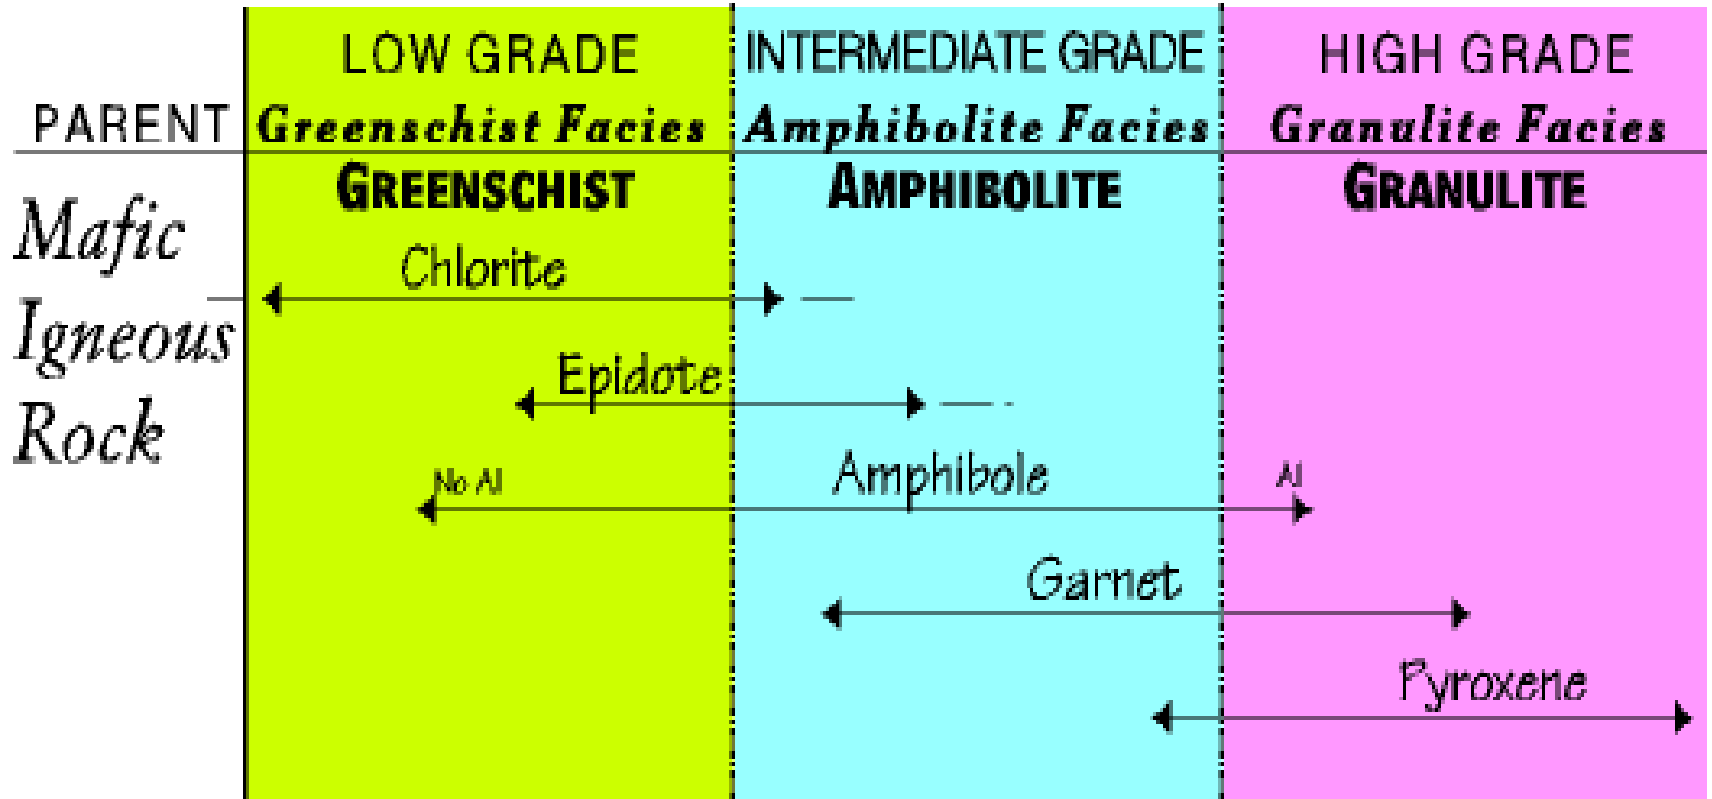 LOW GRADE
INTERMEDIATE GRADE
HIGH GRADE
PARENT
Greenschist Facies
Amphibolite Facies
Granulite Facies
GREENSCHIST
AMPHIBOLITE
GRANULITE
Mafic
Igneous
Rock
Chlorite
Epidote
No Al
Amphibole
Al
Garnet
Pyroxene